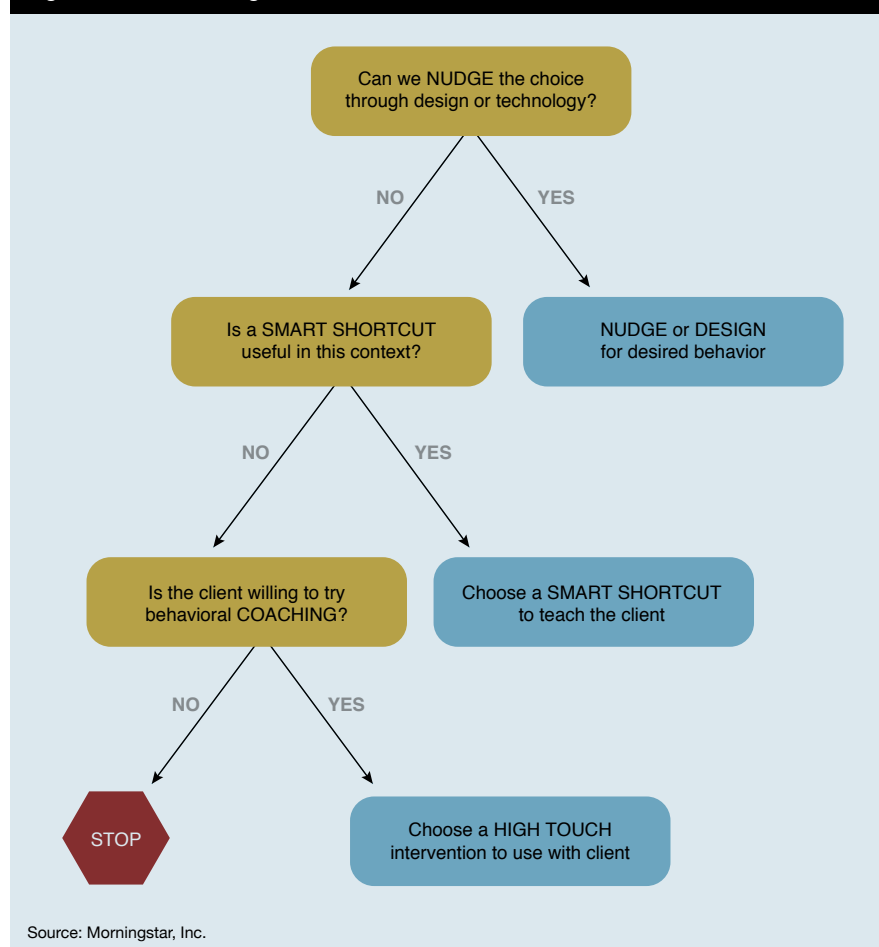 Can we NUDGE the choice
through design or technology?
NO
YES
Is a SMART SHORTCUT
useful in this context?
NUDGE or DESIGN
for desired behavior
NO
YES
Is the client willing to try
behavioral COACHING?
Choose a SMART SHORTCUT
to teach the client
NO
YES
STOP
Choose a HIGH TOUCH
intervention to use with client
Source: Morningstar, Inc.